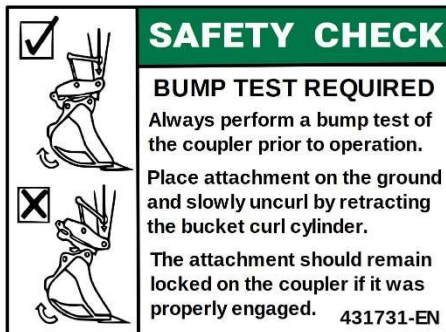 SAFETY CHECK
BUMP TEST REQUIRED
Always perform a bump test of
the coupler prior to operation.
Place attachment on the ground
and slowly uncurl by retracting
the bucket curl cylinder.
The attachment should remain
locked on the coupler if it was
properly engaged.
431731-EN